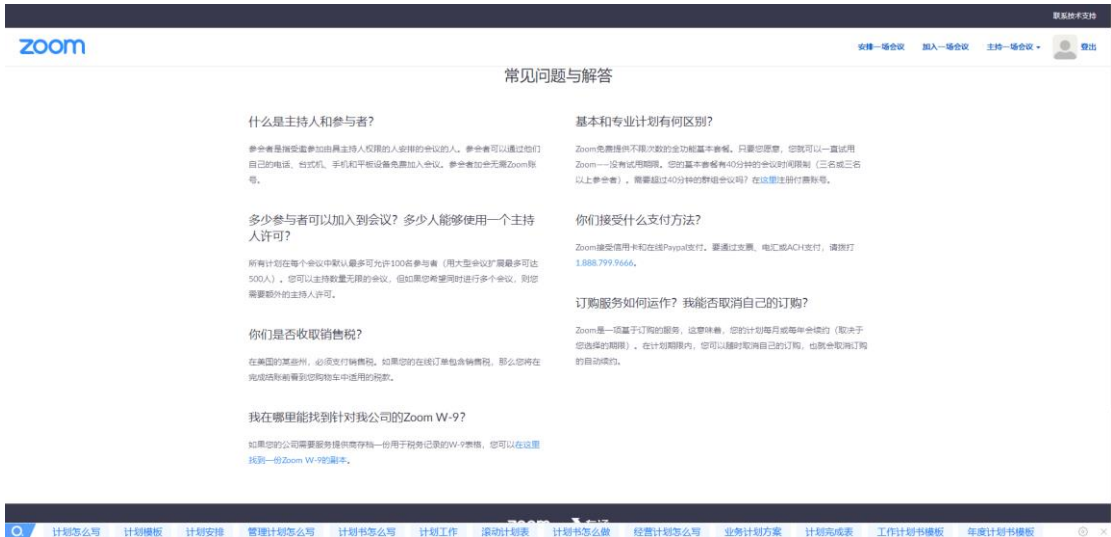 联系技术支持
zoom
安排一场会议 加入一场会议 主持一场会议 登出
常见问题与解答
什么是主持人和参与者?
参会者是接受邀参加由具主持人权限的人安排的会议的人。参会者可以通过他们
自己的电话、台式机、手机和平板设备免费加入会议。参会者加会无需Zoom账
号。
多少参与者可以加入到会议?多少人能够使用一个主持
人许可?
所有计划在每个会议中默认最多可允许100名参与者(用大型会议扩展最多可达
500人)。您可以主持数量无限的会议,但如果您希望同时进行多个会议,则您
需要额外的主持人许可。
你们是否收取销售税?
在美国的某些州,必须支付销售税。如果您的在线订单包含销售税,那么您将在
完成结账前看到您购物车中适用的税款。
我在哪里能找到针对我公司的Zoom W-9?
如果您的公司需要服务提供商存档一份用于税务记录的W-9表格,您可以在这里
找到一份Zoom W-9的副本。
基本和专业计划有何区别?
Zoom免费提供不限次数的全功能基本套餐。只要您愿意,您就可以一直试用
Zoom——没有试用期限。您的基本套餐有40分钟的会议时间限制(三名或三名
以上参会者)。需要超过40分钟的群组会议吗?在这里注册付费账号。
你们接受什么支付方法?
Zoom接受信用卡和在线Paypal支付。要通过支票、电汇或ACH支付,请拨打
1.888.799.9666。
订购服务如何运作?我能否取消自己的订购?
Zoom是一项基于订购的服务,这意味着,您的计划每月或每年会续约(取决于
您选择的期限)。在计划期限内,您可以随时取消自己的订购,也就会取消订购
的自动续约。
zoom
计划怎么写 计划模板 计划安排 管理计划怎么写 计划书怎么写 计划工作 滚动计划表 计划书怎么做 经营计划怎么写 业务计划方案 计划完成表 工作计划书模板 年度计划书模板